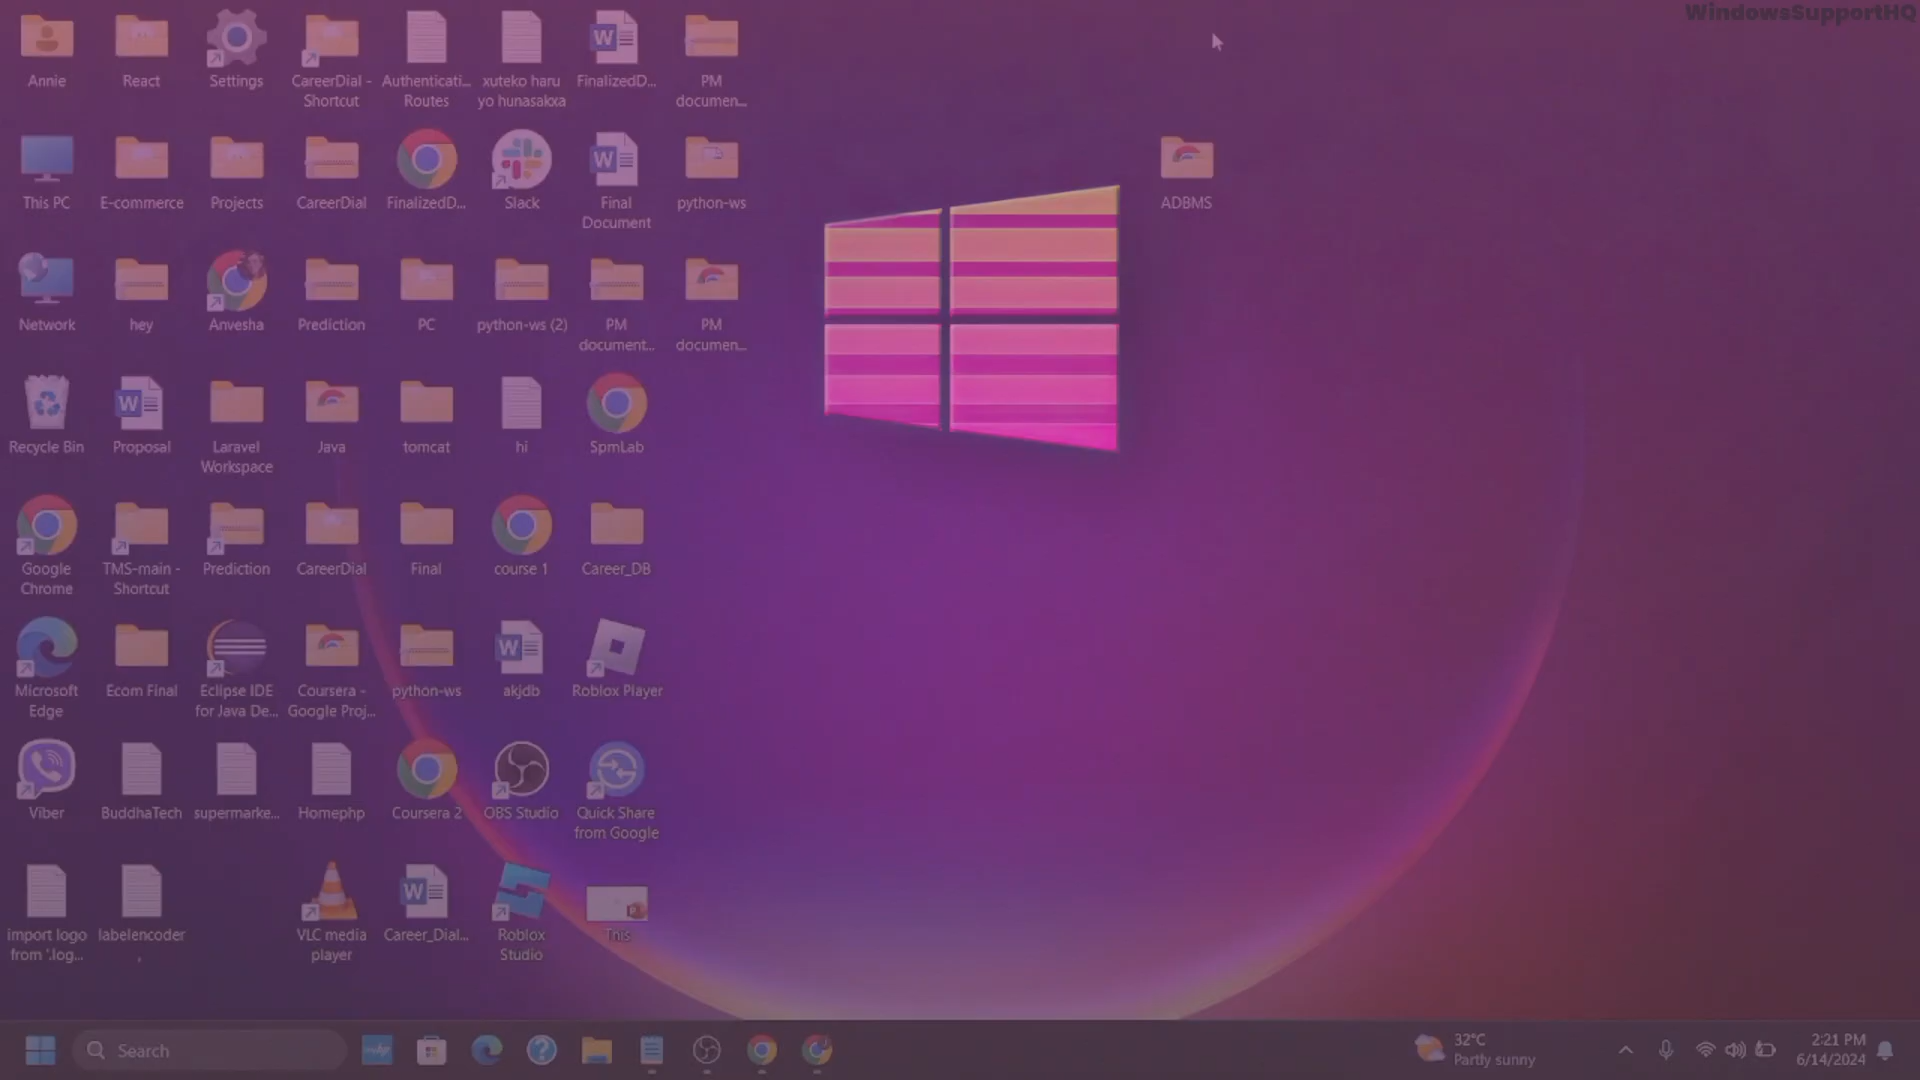 WindowsSupportHQ
Annie
React
Settings
CareerDial -
Shortcut
Authenticati...
Routes
xuteko haru
yo hunasakxa
FinalizedD...
PM
documen...
This PC
E-commerce
Projects
CareerDial
FinalizedD...
Slack
Final
Document
python-ws
ADBMS
Network
hey
Anvesha
Prediction
PC
python-ws (2)
PM
document...
PM
documen...
Recycle Bin
Proposal
Laravel
Workspace
Java
tomcat
hi
SpmLab
Google
Chrome
TMS-main -
Shortcut
Prediction
CareerDial
Final
course 1
Career_DB
Microsoft
Edge
Ecom Final
Eclipse IDE
for Java De...
Coursera -
Google Proj...
python-ws
akjdb
Roblox Player
Viber
BuddhaTech
supermarke...
Homephp
Coursera 2
OBS Studio
Quick Share
from Google
import logo
from '.log...
labelencoder
,
VLC media
player
Career_Dial...
Roblox
Studio
Tnis
Search
32°C
Partly sunny
2:21 PM
6/14/2024